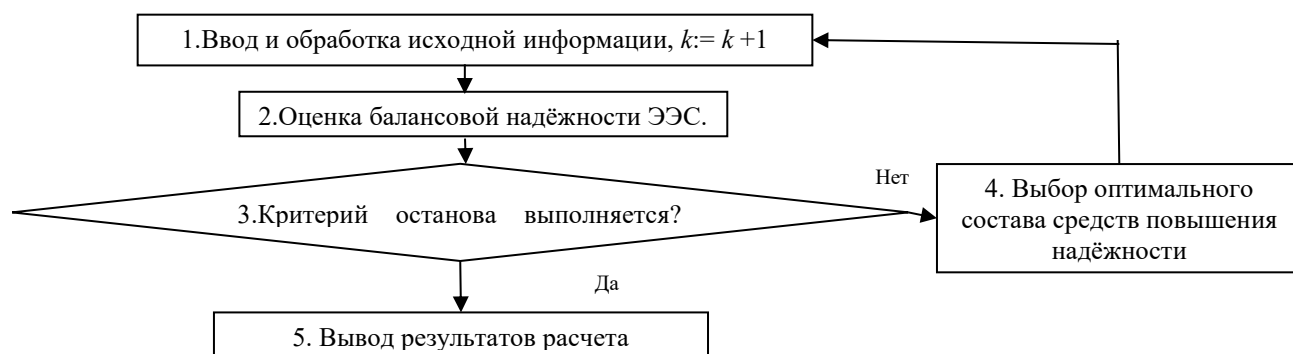 1.Ввод и обработка исходной информации, k:= k +1
2.Оценка балансовой надёжности ЭЭС.
Нет
3.Критерий останова выполняется?
4. Выбор оптимального
состава средств повышения
надёжности
Да
5. Вывод результатов расчета